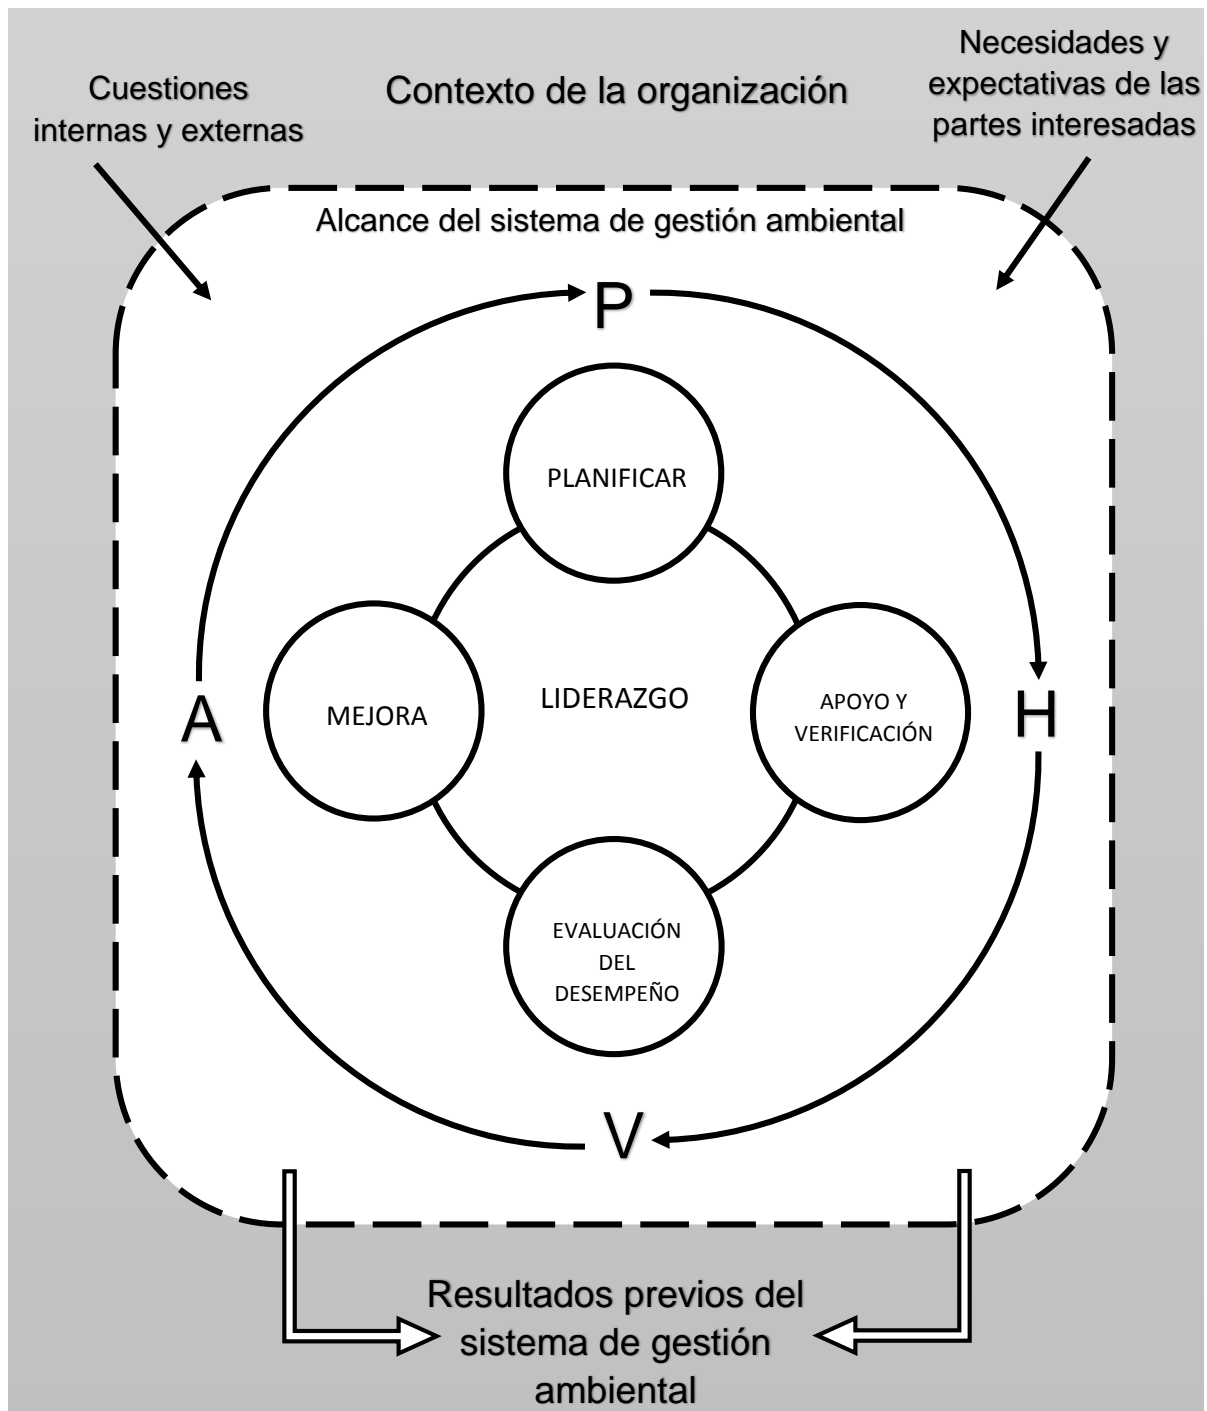 Cuestiones
internas y externas
Contexto de la organización
Necesidades y
expectativas de las
partes interesadas
Alcance del sistema de gestión ambiental
P
PLANIFICAR
A
MEJORA
LIDERAZGO
APOYO Y
VERIFICACIÓN
H
EVALUACIÓN
DEL
DESEMPEÑO
V
Resultados previos del
sistema de gestión
ambiental